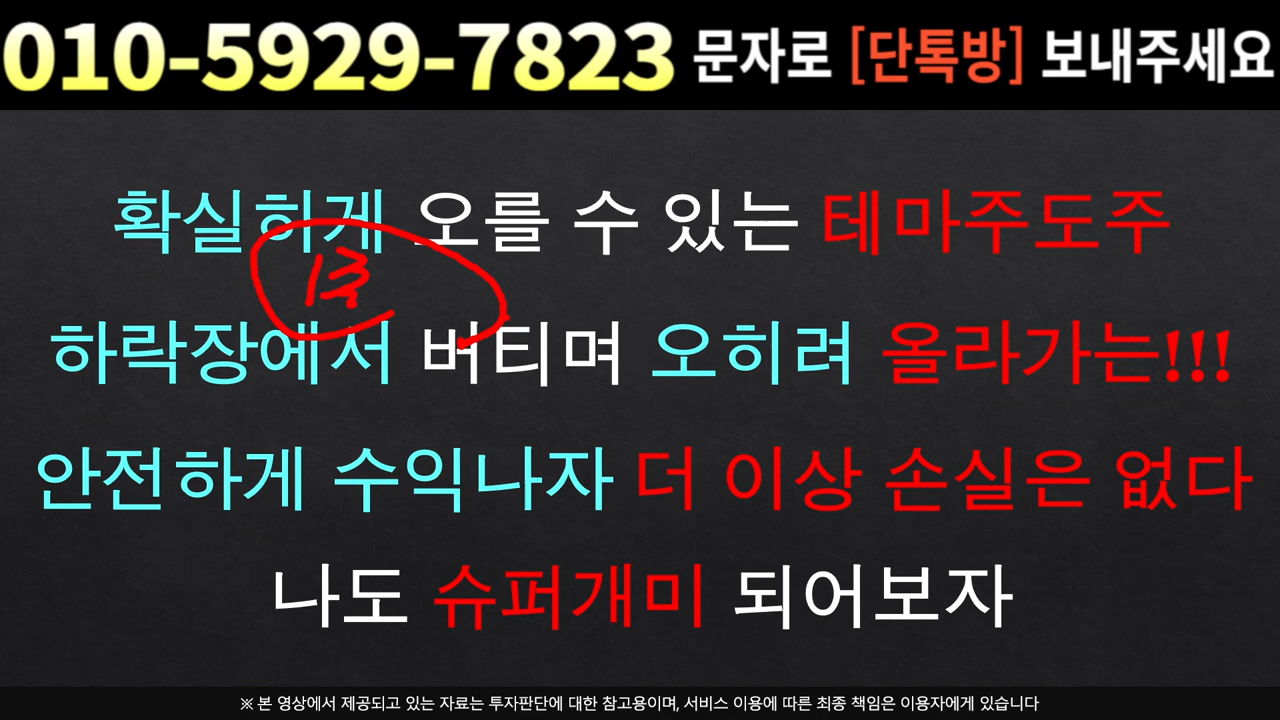 010-5929-7823 문자로 [단톡방] 보내주세요
확실하게 오를 수 있는 테마주도주
하락장에서 버티며 오히려 올라가는!!!
안전하게 수익나자 더 이상 손실은 없다
나도 슈퍼개미 되어보자
※ 본 영상에서 제공되고 있는 자료는 투자판단에 대한 참고용이며, 서비스 이용에 따른 최종 책임은 이용자에게 있습니다